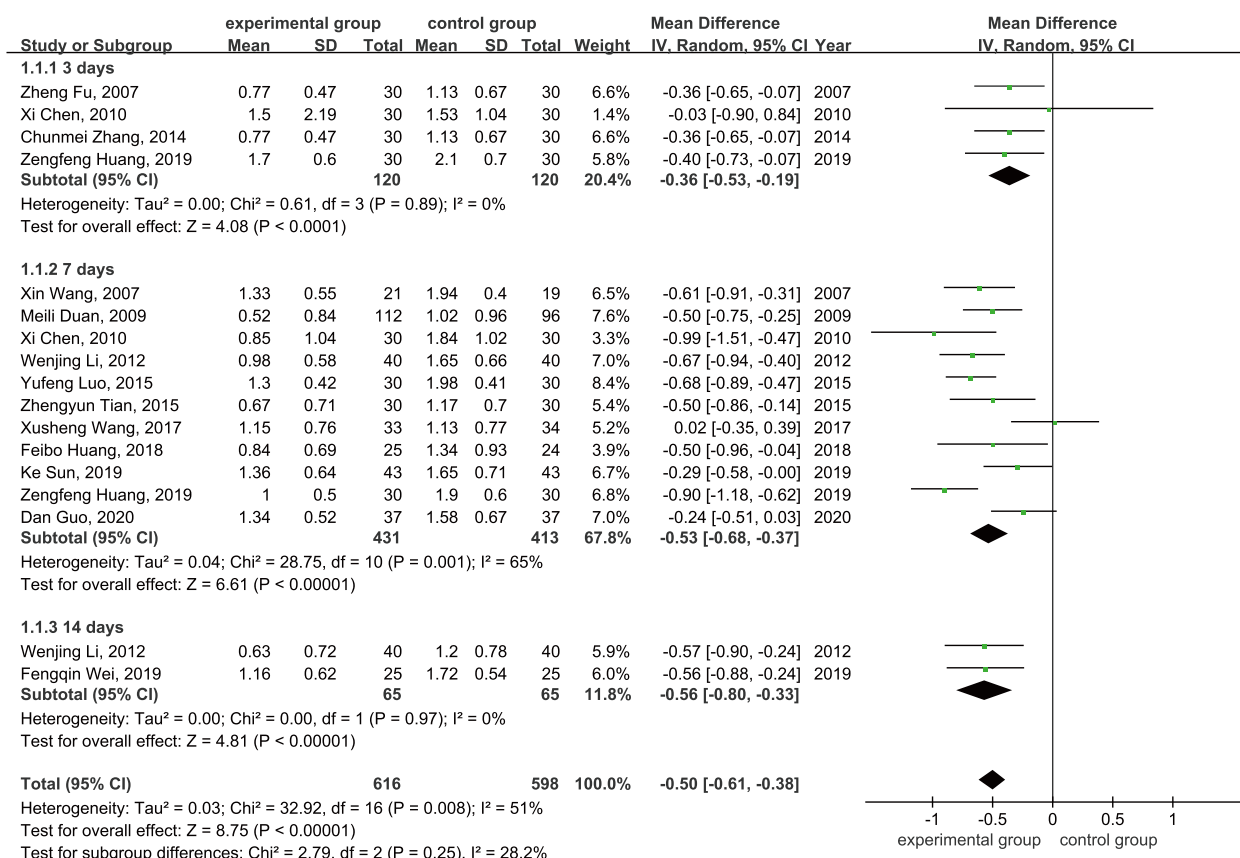 experimental group control group Mean Difference Mean Difference
Study or Subgroup Mean SD Total Mean SD Total Weight IV, Random, 95% CI Year IV, Random, 95% CI
1.1.1 3 days
Zheng Fu, 2007 0.77 0.47 30 1.13 0.67 30 6.6% -0.36 [-0.65, -0.07] 2007
Xi Chen, 2010 1.5 2.19 30 1.53 1.04 30 1.4% -0.03 [-0.90, 0.84] 2010
Chunmei Zhang, 2014 0.77 0.47 30 1.13 0.67 30 6.6% -0.36 [-0.65, -0.07] 2014
Zengfeng Huang, 2019 1.7 0.6 30 2.1 0.7 30 5.8% -0.40 [-0.73, -0.07] 2019
Subtotal (95% CI) 120 120 20.4% -0.36 [-0.53, -0.19]
Heterogeneity: Tau² = 0.00; Chi² = 0.61, df = 3 (P = 0.89); I² = 0%
Test for overall effect: Z = 4.08 (P < 0.0001)
1.1.2 7 days
Xin Wang, 2007 1.33 0.55 21 1.94 0.4 19 6.5% -0.61 [-0.91, -0.31] 2007
Meili Duan, 2009 0.52 0.84 112 1.02 0.96 96 7.6% -0.50 [-0.75, -0.25] 2009
Xi Chen, 2010 0.85 1.04 30 1.84 1.02 30 3.3% -0.99 [-1.51, -0.47] 2010
Wenjing Li, 2012 0.98 0.58 40 1.65 0.66 40 7.0% -0.67 [-0.94, -0.40] 2012
Yufeng Luo, 2015 1.3 0.42 30 1.98 0.41 30 8.4% -0.68 [-0.89, -0.47] 2015
Zhengyun Tian, 2015 0.67 0.71 30 1.17 0.7 30 5.4% -0.50 [-0.86, -0.14] 2015
Xusheng Wang, 2017 1.15 0.76 33 1.13 0.77 34 5.2% 0.02 [-0.35, 0.39] 2017
Feibo Huang, 2018 0.84 0.69 25 1.34 0.93 24 3.9% -0.50 [-0.96, -0.04] 2018
Ke Sun, 2019 1.36 0.64 43 1.65 0.71 43 6.7% -0.29 [-0.58, -0.00] 2019
Zengfeng Huang, 2019 1 0.5 30 1.9 0.6 30 6.8% -0.90 [-1.18, -0.62] 2019
Dan Guo, 2020 1.34 0.52 37 1.58 0.67 37 7.0% -0.24 [-0.51, 0.03] 2020
Subtotal (95% CI) 431 413 67.8% -0.53 [-0.68, -0.37]
Heterogeneity: Tau² = 0.04; Chi² = 28.75, df = 10 (P = 0.001); I² = 65%
Test for overall effect: Z = 6.61 (P < 0.00001)
1.1.3 14 days
Wenjing Li, 2012 0.63 0.72 40 1.2 0.78 40 5.9% -0.57 [-0.90, -0.24] 2012
Fengqin Wei, 2019 1.16 0.62 25 1.72 0.54 25 6.0% -0.56 [-0.88, -0.24] 2019
Subtotal (95% CI) 65 65 11.8% -0.56 [-0.80, -0.33]
Heterogeneity: Tau² = 0.00; Chi² = 0.00, df = 1 (P = 0.97); I² = 0%
Test for overall effect: Z = 4.81 (P < 0.00001)
Total (95% CI) 616 598 100.0% -0.50 [-0.61, -0.38]
Heterogeneity: Tau² = 0.03; Chi² = 32.92, df = 16 (P = 0.008); I² = 51%
-1 -0.5 0 0.5 1
Test for overall effect: Z = 8.75 (P < 0.00001)
experimental group control group
Test for subgroup differences: Chi² = 2.79, df = 2 (P = 0.25), I² = 28.2%